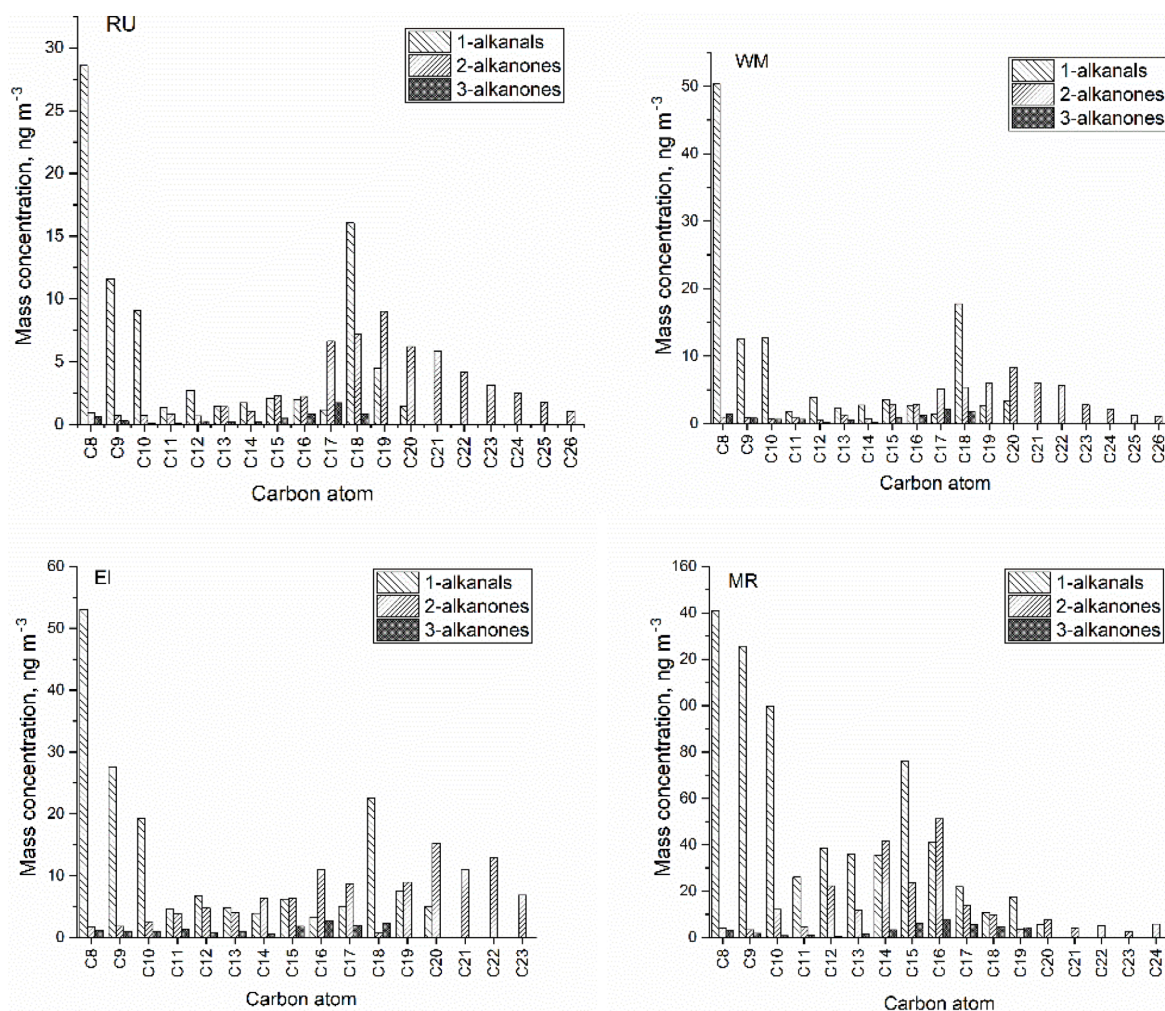 RU
1-alkanals
2-alkanones
3-alkanones
Mass concentration, ng m⁻³
30
25
20
15
10
5
0
C8 C9 C10 C11 C12 C13 C14 C15 C16 C17 C18 C19 C20 C21 C22 C23 C24 C25 C26
Carbon atom
WM
1-alkanals
2-alkanones
3-alkanones
Mass concentration, ng m⁻³
50
40
30
20
10
0
C8 C9 C10 C11 C12 C13 C14 C15 C16 C17 C18 C19 C20 C21 C22 C23 C24 C25 C26
Carbon atom
EI
1-alkanals
2-alkanones
3-alkanones
Mass concentration, ng m⁻³
60
50
40
30
20
10
0
C8 C9 C10 C11 C12 C13 C14 C15 C16 C17 C18 C19 C20 C21 C22 C23
Carbon atom
MR
1-alkanals
2-alkanones
3-alkanones
Mass concentration, ng m⁻³
160
40
20
00
80
60
40
20
0
C8 C9 C10 C11 C12 C13 C14 C15 C16 C17 C18 C19 C20 C21 C22 C23 C24
Carbon atom